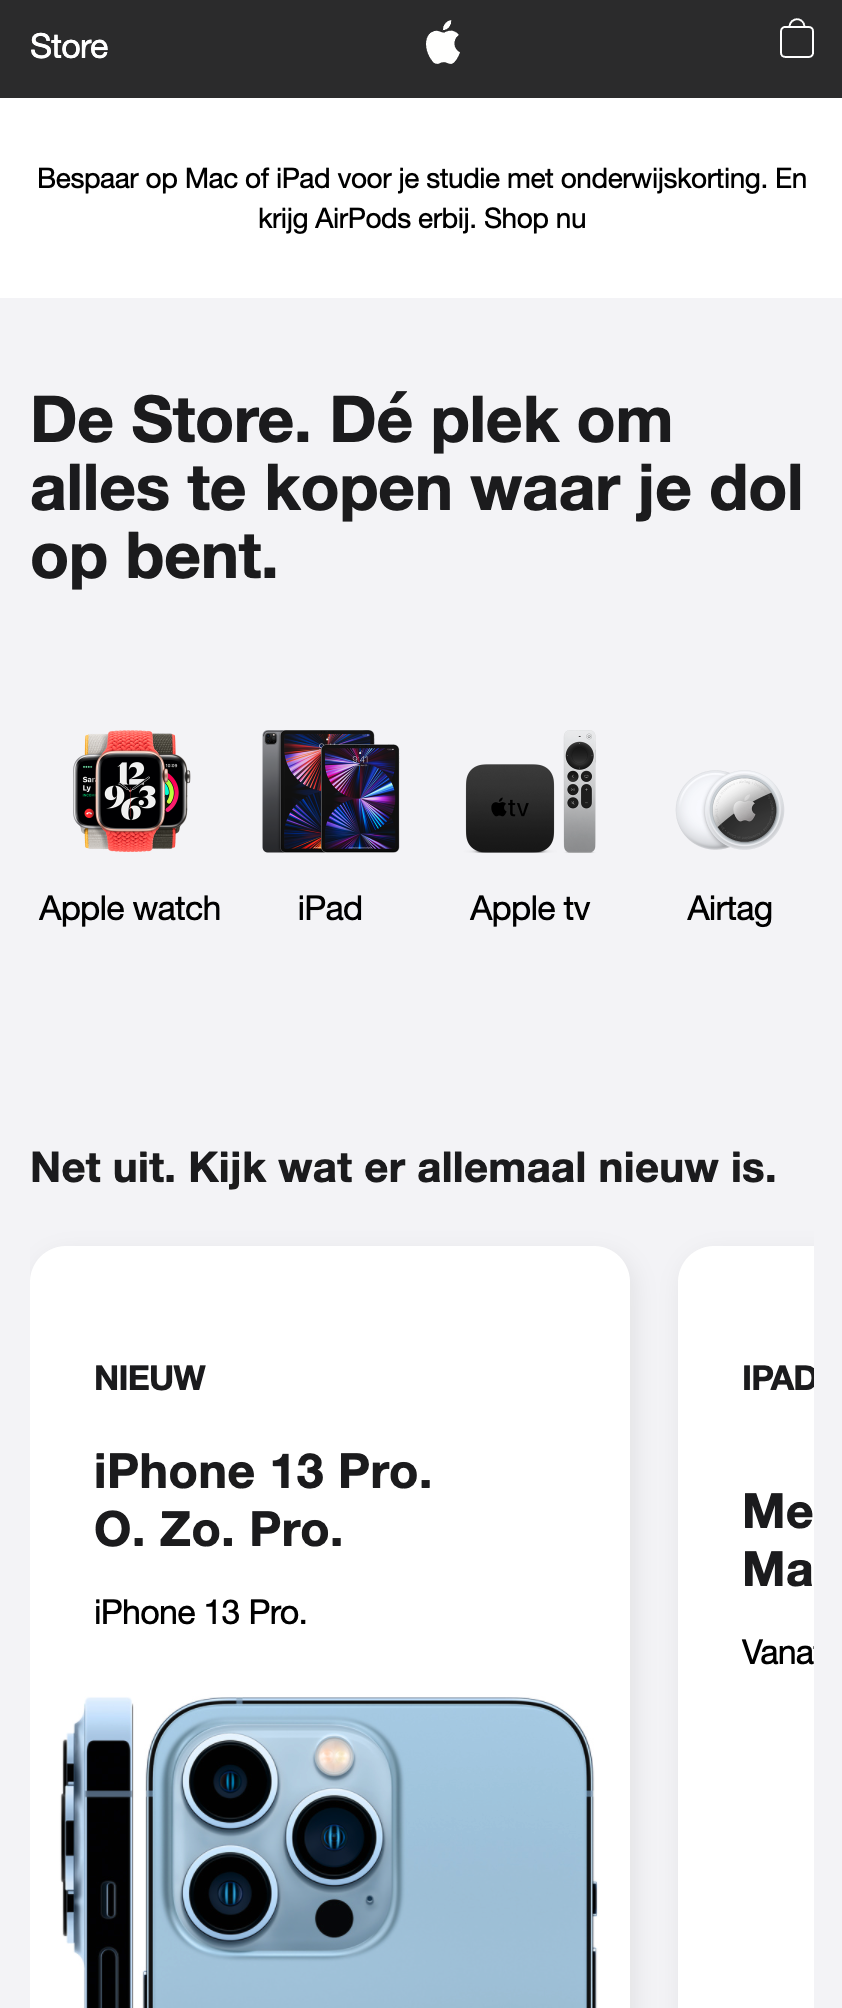 Store
Bespaar op Mac of iPad voor je studie met onderwijskorting. En
krijg AirPods erbij. Shop nu
De Store. Dé plek om
alles te kopen waar je dol
op bent.
tv
Apple watch
iPad
Apple tv
Airtag
Net uit. Kijk wat er allemaal nieuw is.
NIEUW
iPhone 13 Pro.
O. Zo. Pro.
iPhone 13 Pro.
IPAD
Me
Ma
Vana